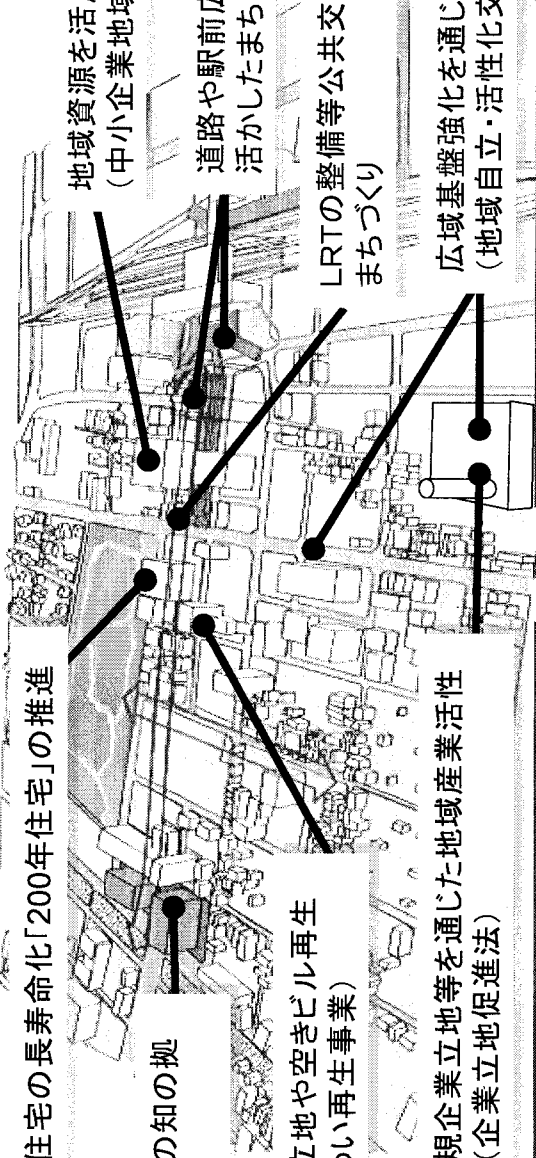 住宅の長寿命化「200年住宅」の推進
地域資源を活
（中小企業地域
の知の拠
道路や駅前広
活かしたまち
立地や空きビル再生
わい再生事業）
LRTの整備等公共交
まちづくり
規企業立地等を通じた地域産業活性
（企業立地促進法）
広域基盤強化を通じ
（地域自立・活性化交